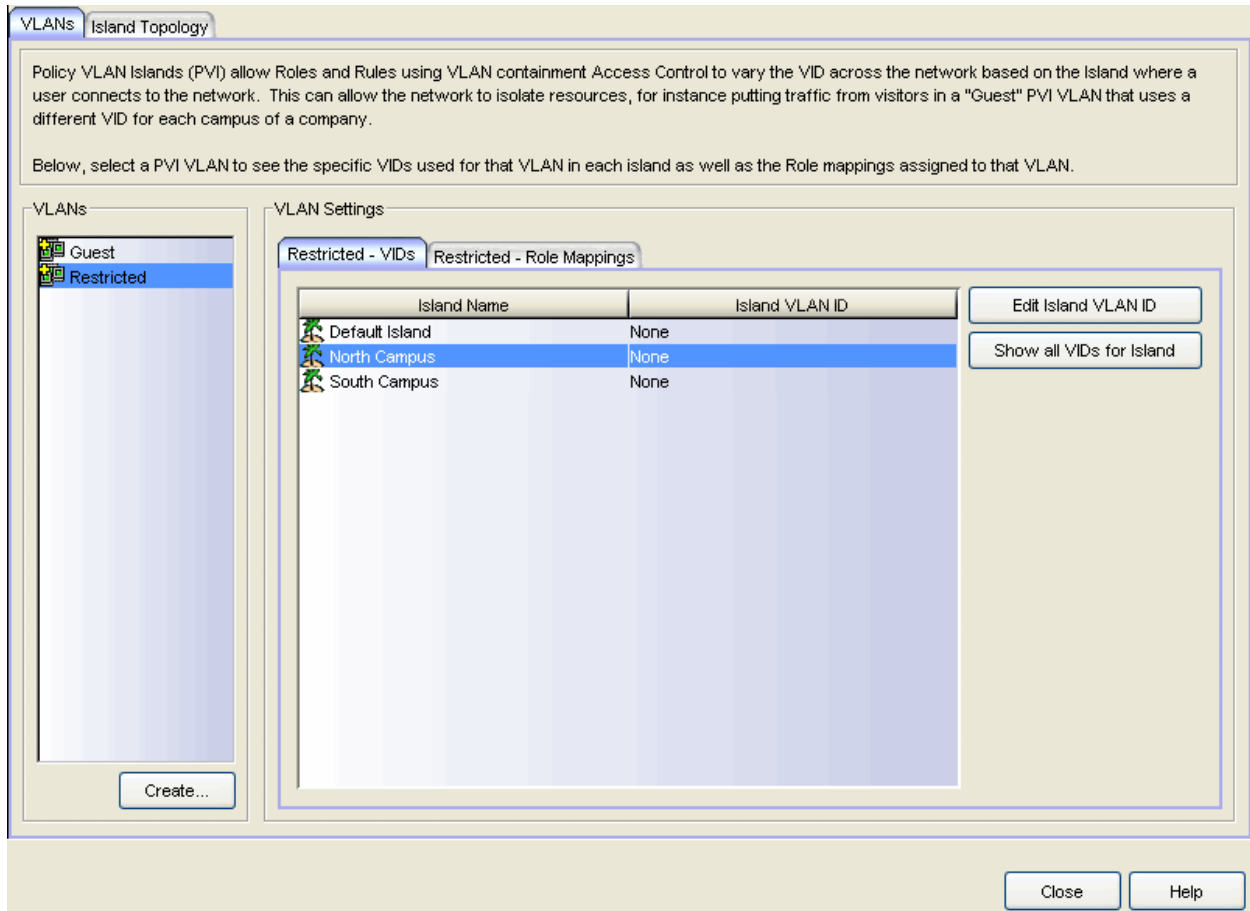 VLANs Island Topology
Policy VLAN Islands (PVI) allow Roles and Rules using VLAN containment Access Control to vary the VID across the network based on the Island where a
user connects to the network.  This can allow the network to isolate resources, for instance putting traffic from visitors in a "Guest" PVI VLAN that uses a
different VID for each campus of a company.
Below, select a PVI VLAN to see the specific VIDs used for that VLAN in each island as well as the Role mappings assigned to that VLAN.
VLANs
Guest
Restricted
Create...
VLAN Settings
Restricted - VIDs Restricted - Role Mappings
Island Name Island VLAN ID
Default Island None
North Campus None
South Campus None
Edit Island VLAN ID
Show all VIDs for Island
Close Help